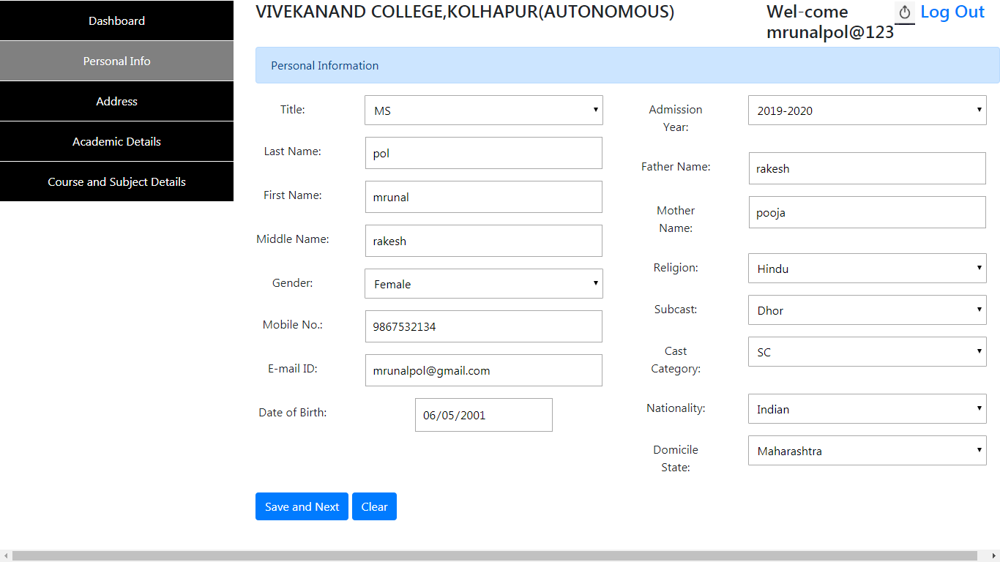 Dashboard
Personal Info
Address
Academic Details
Course and Subject Details
VIVEKANAND COLLEGE,KOLHAPUR(AUTONOMOUS)
Wel-come
mrunalpol@123
Log Out
Personal Information
Title:
MS
Last Name:
pol
First Name:
mrunal
Middle Name:
rakesh
Gender:
Female
Mobile No.:
9867532134
E-mail ID:
mrunalpol@gmail.com
Date of Birth:
06/05/2001
Admission
Year:
2019-2020
Father Name:
rakesh
Mother
Name:
pooja
Religion:
Hindu
Subcast:
Dhor
Cast
Category:
SC
Nationality:
Indian
Domicile
State:
Maharashtra
Save and Next
Clear